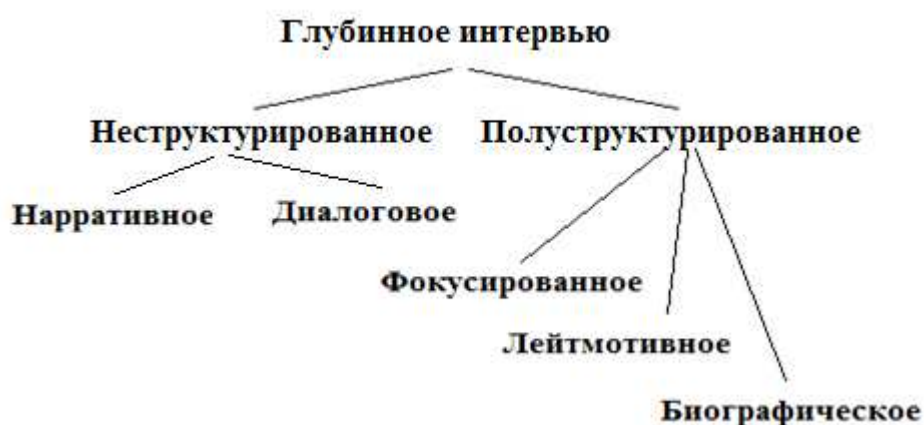 Глубинное интервью
Неструктурированное Полуструктурированное
Нарративное Диалоговое
Фокусированное
Лейтмотивное
Биографическое